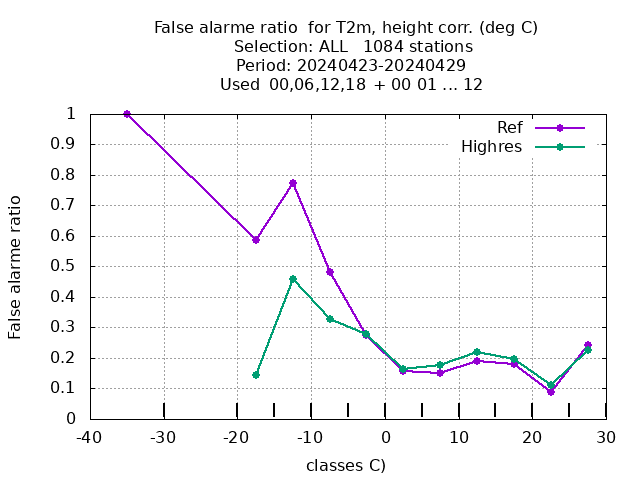 False alarme ratio  for T2m, height corr. (deg C)
Selection: ALL   1084 stations
Period: 20240423-20240429
Used  00,06,12,18  + 00 01 ... 12
Ref
Highres
1
0.9
0.8
0.7
0.6
0.5
0.4
0.3
0.2
0.1
0
False alarme ratio
-40 -30 -20 -10 0 10 20 30
classes C)